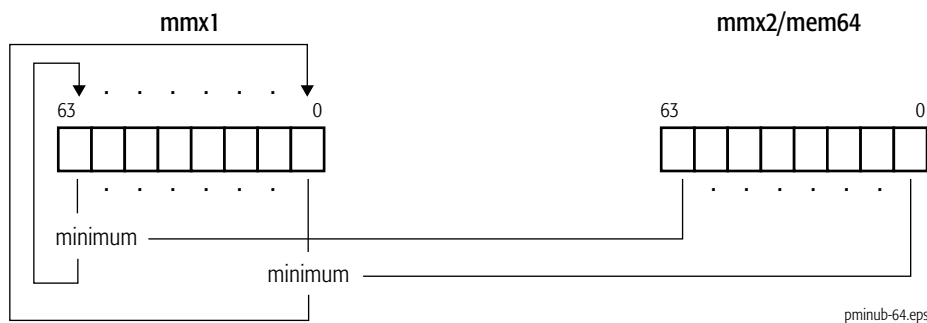 mmx1 mmx2/mem64
. . . . . .
63 0 63 0
. . . . . . . . . . . .
minimum
minimum
pminub-64.eps